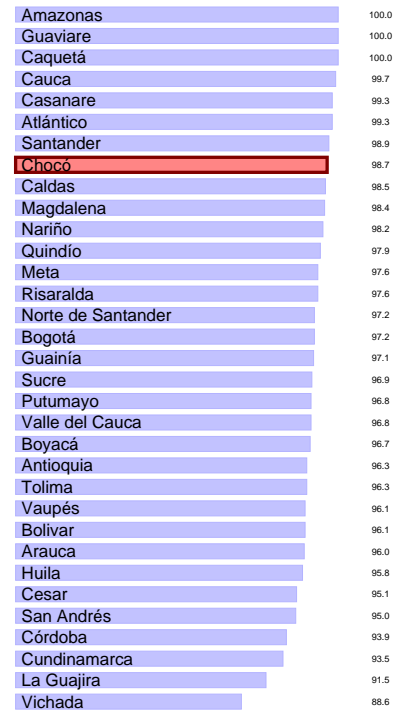 Amazonas 100.0
Guaviare 100.0
Caquetá 100.0
Cauca 99.7
Casanare 99.3
Atlántico 99.3
Santander 98.9
Chocó 98.7
Caldas 98.5
Magdalena 98.4
Nariño 98.2
Quindío 97.9
Meta 97.6
Risaralda 97.6
Norte de Santander 97.2
Bogotá 97.2
Guainía 97.1
Sucre 96.9
Putumayo 96.8
Valle del Cauca 96.8
Boyacá 96.7
Antioquia 96.3
Tolima 96.3
Vaupés 96.1
Bolivar 96.1
Arauca 96.0
Huila 95.8
Cesar 95.1
San Andrés 95.0
Córdoba 93.9
Cundinamarca 93.5
La Guajira 91.5
Vichada 88.6